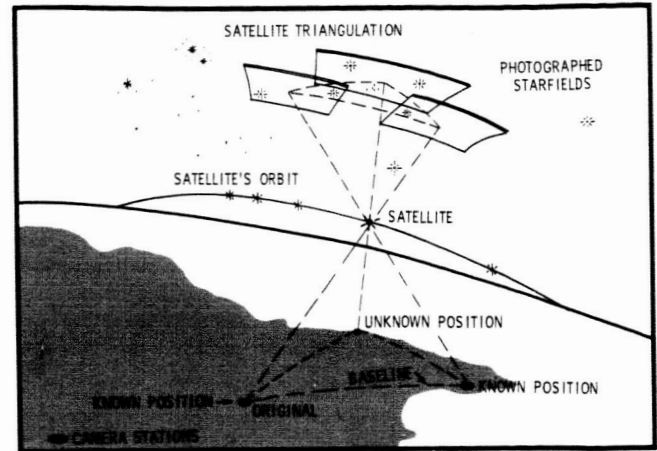 SATELLITE TRIANGULATION
PHOTOGRAPHED
STARFIELDS
SATELLITE'S ORBIT
SATELLITE
UNKNOWN POSITION
BASELINE
KNOWN POSITION
KNOWN POSITION
ORIGINAL
CAMERA STATIONS